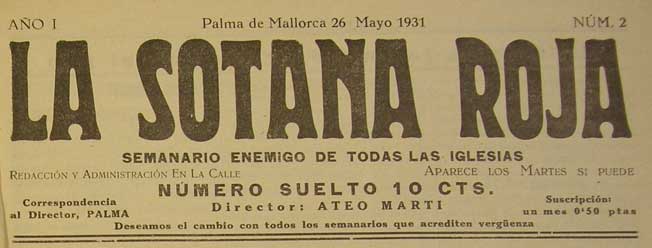 AÑO I Palma de Mallorca 26 Mayo 1931 NÚM. 2
LA SOTANA ROJA
SEMANARIO ENEMIGO DE TODAS LAS IGLESIAS
REDACCIÓN Y ADMINISTRACIÓN EN LA CALLE APARECE LOS MARTES SI PUEDE
NÚMERO SUELTO 10 CTS.
Correspondencia
al Director, PALMA
Director: ATEO MARTI
Suscripción:
un mes 0'50 ptas
Deseamos el cambio con todos los semanarios que acrediten vergüenza